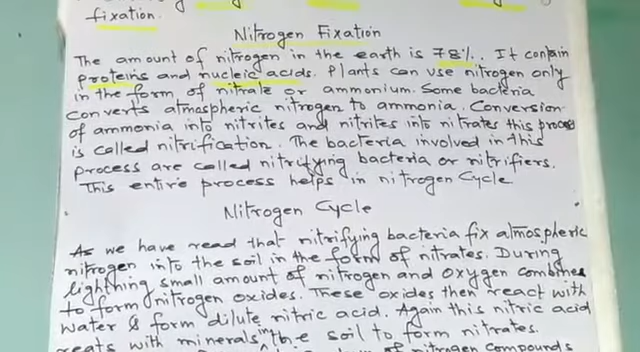 fixation.
Nitrogen Fixation
The amount of nitrogen in the earth is 78%. It contain
proteins and nucleic acids. Plants can use nitrogen only
in the form of nitrate or ammonium. Some bacteria
converts atmospheric nitrogen to ammonia. Conversion
of ammonia into nitrites and nitrites into nitrates this process
is called nitrification. The bacteria involved in this
process are called nitrifying bacteria or nitrifiers.
This entire process helps in nitrogen Cycle
Nitrogen Cycle
As we have read that nitrifying bacteria fix atmospheric
nitrogen into the soil in the form of nitrates. During
lightning small amount of nitrogen and oxygen combines
to form nitrogen oxides. These oxides then react with
water & form dilute nitric acid. Again this nitric acid
reats with minerals in the soil to form nitrates.
of nitrogen compounds